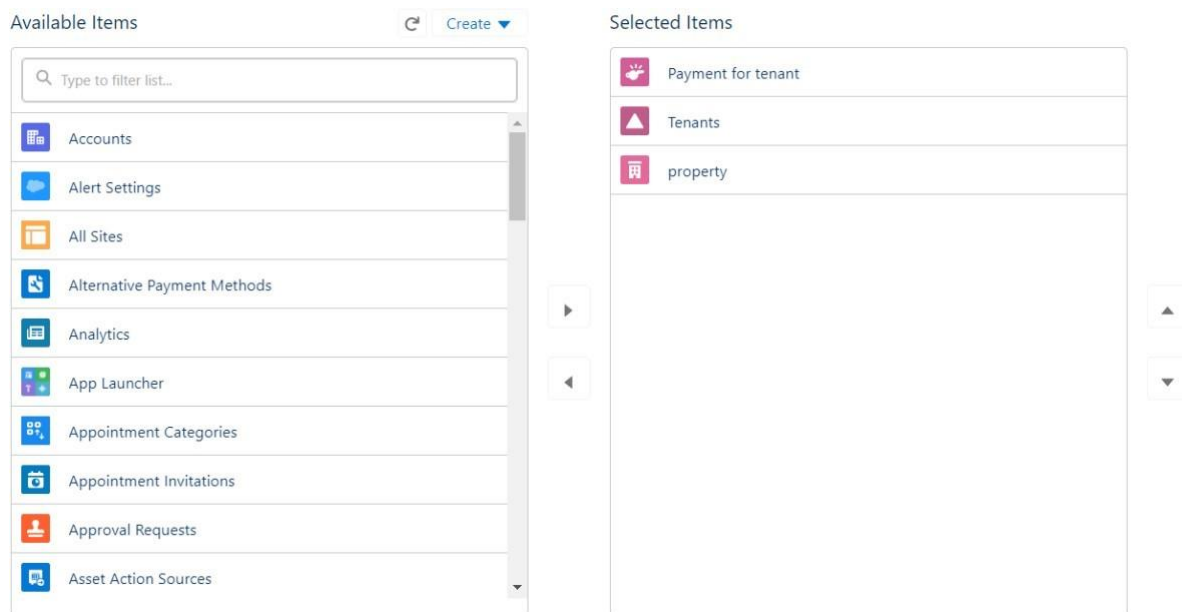 Available Items
Create
Type to filter list...
Accounts
Alert Settings
All Sites
Alternative Payment Methods
Analytics
App Launcher
Appointment Categories
Appointment Invitations
Approval Requests
Asset Action Sources
Selected Items
Payment for tenant
Tenants
property